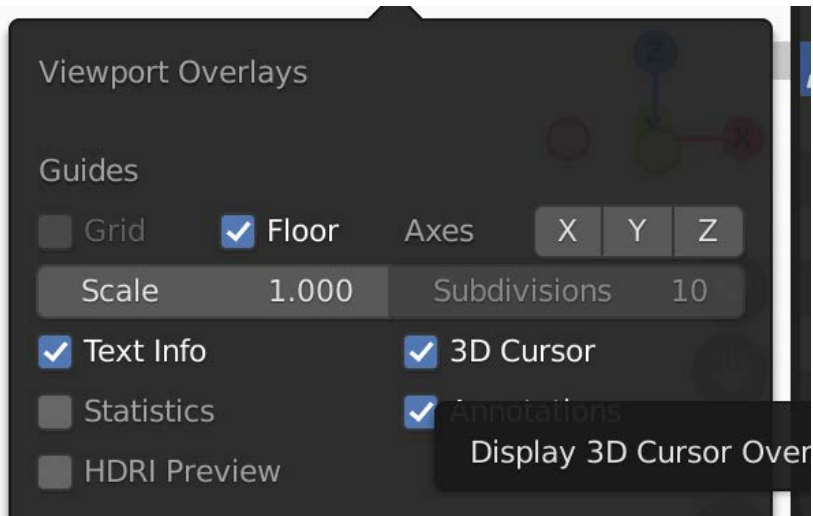 Viewport Overlays
Z
Y
X
Guides
Grid Floor Axes X Y Z
Scale 1.000 Subdivisions 10
Text Info 3D Cursor
Statistics Annotations
HDRI Preview Display 3D Cursor Over